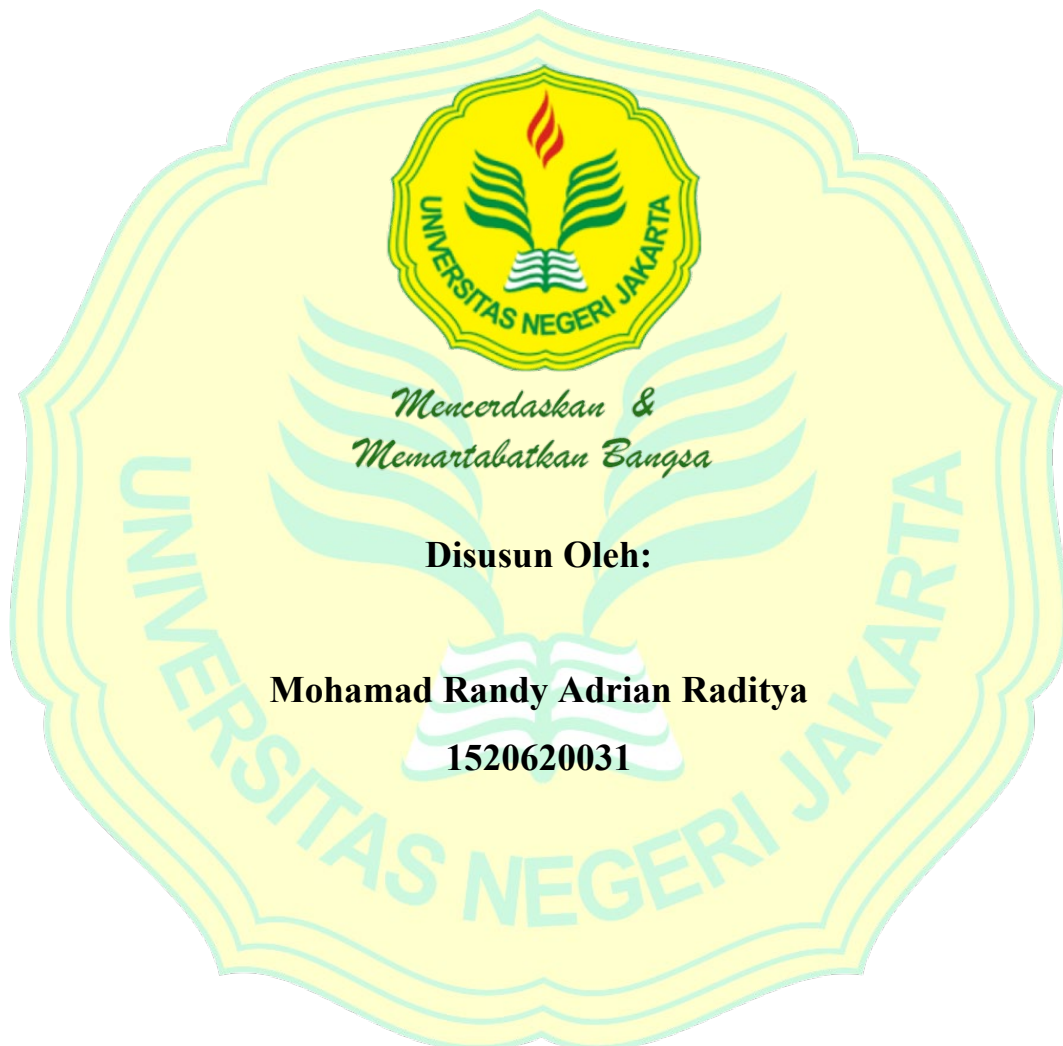 UNIVERSITAS NEGERI JAKARTA
Mencerdaskan &
Memartabatkan Bangsa
Disusun Oleh:
Mohamad Randy Adrian Raditya
1520620031
UNIVERSITAS NEGERI JAKARTA